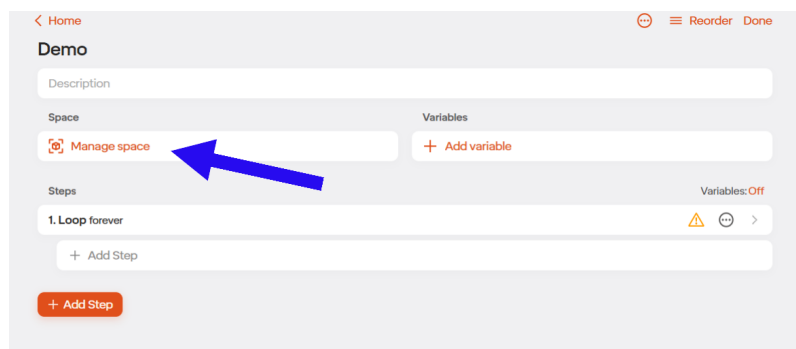 Home
Reorder Done
Demo
Description
Space
Variables
Manage space
+ Add variable
Steps
Variables: Off
1. Loop forever
+ Add Step
+ Add Step